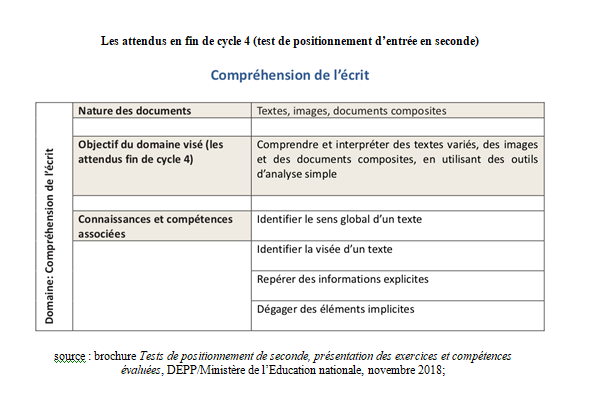 Les attendus en fin de cycle 4 (test de positionnement d'entrée en seconde)
Compréhension de l'écrit
Domaine: Compréhension de l'écrit
Nature des documents
Textes, images, documents composites
Objectif du domaine visé (les
attendus fin de cycle 4)
Comprendre et interpréter des textes variés, des images
et des documents composites, en utilisant des outils
d'analyse simple
Connaissances et compétences
associées
Identifier le sens global d'un texte
Identifier la visée d'un texte
Repérer des informations explicites
Dégager des éléments implicites
source : brochure Tests de positionnement de seconde, présentation des exercices et compétences
évaluées, DEPP/Ministère de l'Education nationale, novembre 2018;